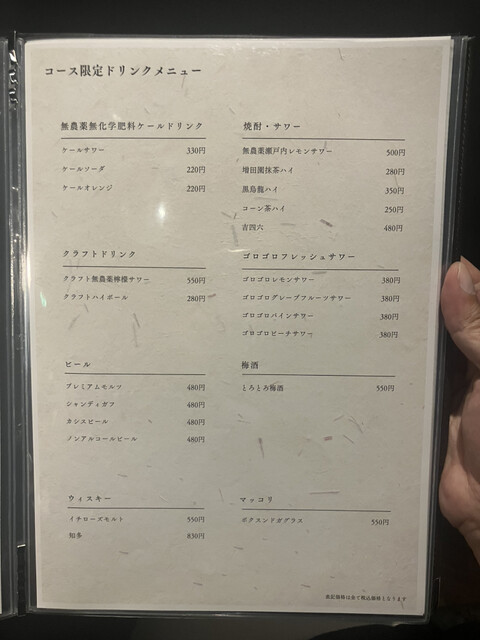 コース限定ドリンクメニュー
無農薬無化学肥料ケールドリンク
ケールサワー 330円
ケールソーダ 220円
ケールオレンジ 220円
クラフトドリンク
クラフト無農薬檸檬サワー 550円
クラフトハイボール 280円
ビール
プレミアムモルツ 480円
シャンディガフ 480円
カシスビール 480円
ノンアルコールビール 480円
ウィスキー
イチローズモルト 550円
知多 830円
焼酎・サワー
無農薬瀬戸内レモンサワー 500円
増田園抹茶ハイ 280円
黒烏龍ハイ 350円
コーン茶ハイ 250円
吉四六 480円
ゴロゴロフレッシュサワー
ゴロゴロレモンサワー 380円
ゴロゴログレープフルーツサワー 380円
ゴロゴロパインサワー 380円
ゴロゴロピーチサワー 380円
梅酒
とろとろ梅酒 550円
マッコリ
ボクスンドガグラス 550円
表記価格は全て税込価格となります